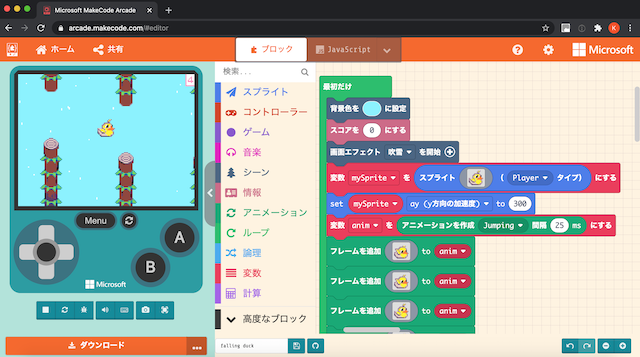 Microsoft MakeCode Arcade
arcade.makecode.com/#editor
K
ホーム
共有
ブロック
JavaScript
Microsoft
4
Menu
A
B
Microsoft
ダウンロード
検索...
スプライト
コントローラー
ゲーム
音楽
シーン
情報
アニメーション
ループ
論理
変数
計算
高度なブロック
最初だけ
背景色を に設定
スコアを 0 にする
画面エフェクト 吹雪 を開始
変数 mySprite を スプライト ( Player タイプ) にする
set mySprite ay (y方向の加速度) to 300
変数 anim を アニメーションを作成 Jumping 間隔 25 ms にする
フレームを追加 to anim
フレームを追加 to anim
フレームを追加 to anim
falling duck